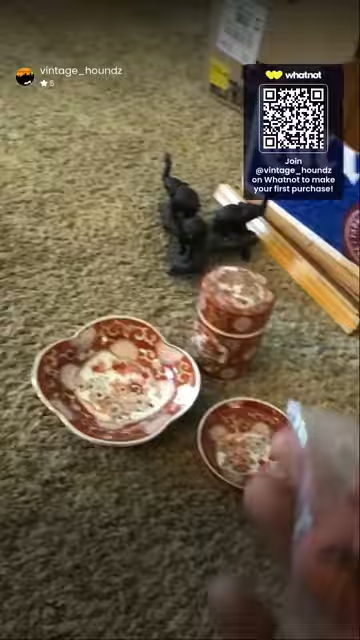 vintage_houndz
★5
whatnot
Join
@vintage_houndz
on Whatnot to make
your first purchase!